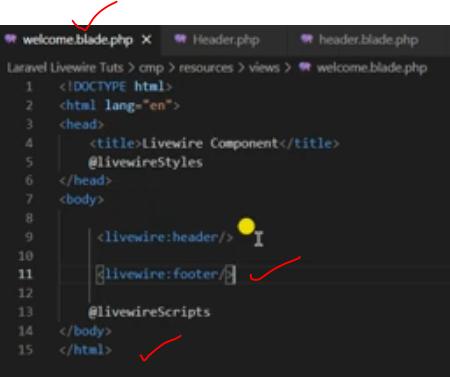 welcome.blade.php X Header.php header.blade.php
Laravel Livewire Tuts > cmp > resources > views > welcome.blade.php
1 <!DOCTYPE html>
2 <html lang="en">
3 <head>
4 <title>Livewire Component</title>
5 @livewireStyles
6 </head>
7 <body>
8
9 <livewire:header/>
10
11 <livewire:footer/>
12
13 @livewireScripts
14 </body>
15 </html>